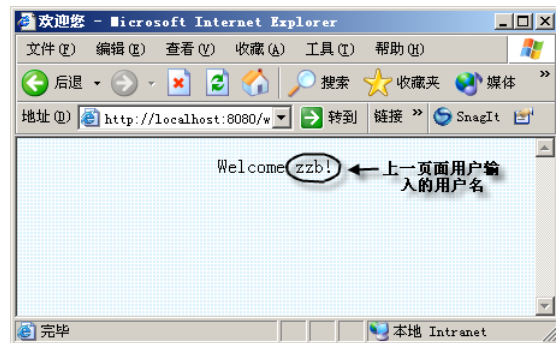 欢迎您 - Microsoft Internet Explorer
文件(F) 编辑(E) 查看(V) 收藏(A) 工具(T) 帮助(H)
后退 搜索 收藏夹 媒体 »
地址(D) http://localhost:8080/w 转到 链接 » SnagIt
Welcome zzb! 上一页面用户输
入的用户名
完毕 本地 Intranet